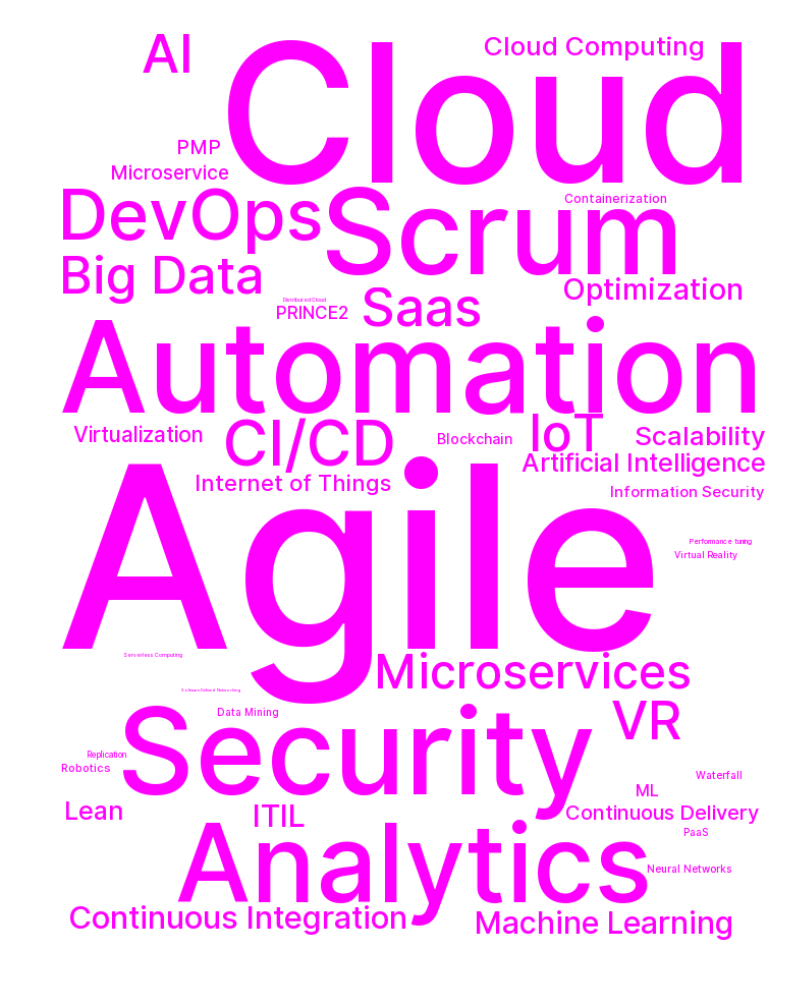 AI
Cloud Computing
Cloud
PMP
Microservice
DevOps
Scrum
Containerization
Big Data
Optimization
Distributed Cloud
PRINCE2
Saas
Automation
Virtualization
CI/CD
Blockchain
IoT
Scalability
Artificial Intelligence
Internet of Things
Information Security
Agile
Performance tuning
Virtual Reality
Serverless Computing
Microservices
Software Defined Networking
Data Mining
Security
VR
Replication
Robotics
Waterfall
ML
Lean
ITIL
Continuous Delivery
PaaS
Analytics
Neural Networks
Continuous Integration
Machine Learning